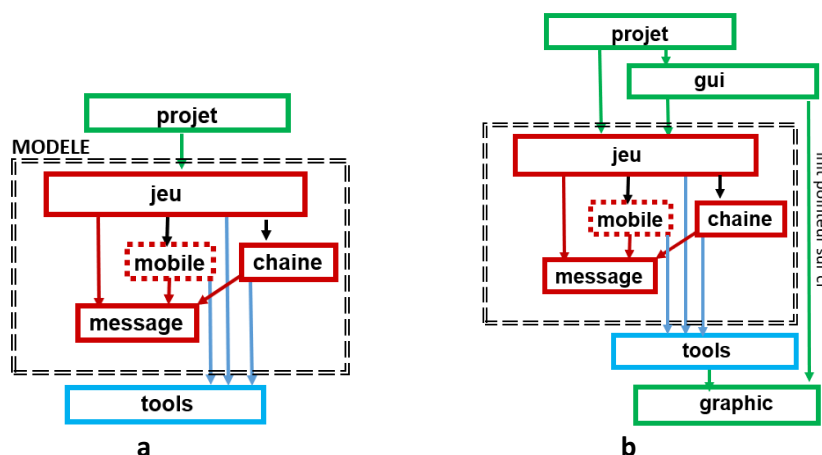 projet
MODELE
jeu
mobile
chaine
message
tools
a
projet
gui
jeu
mobile
chaine
message
tools
graphic
b